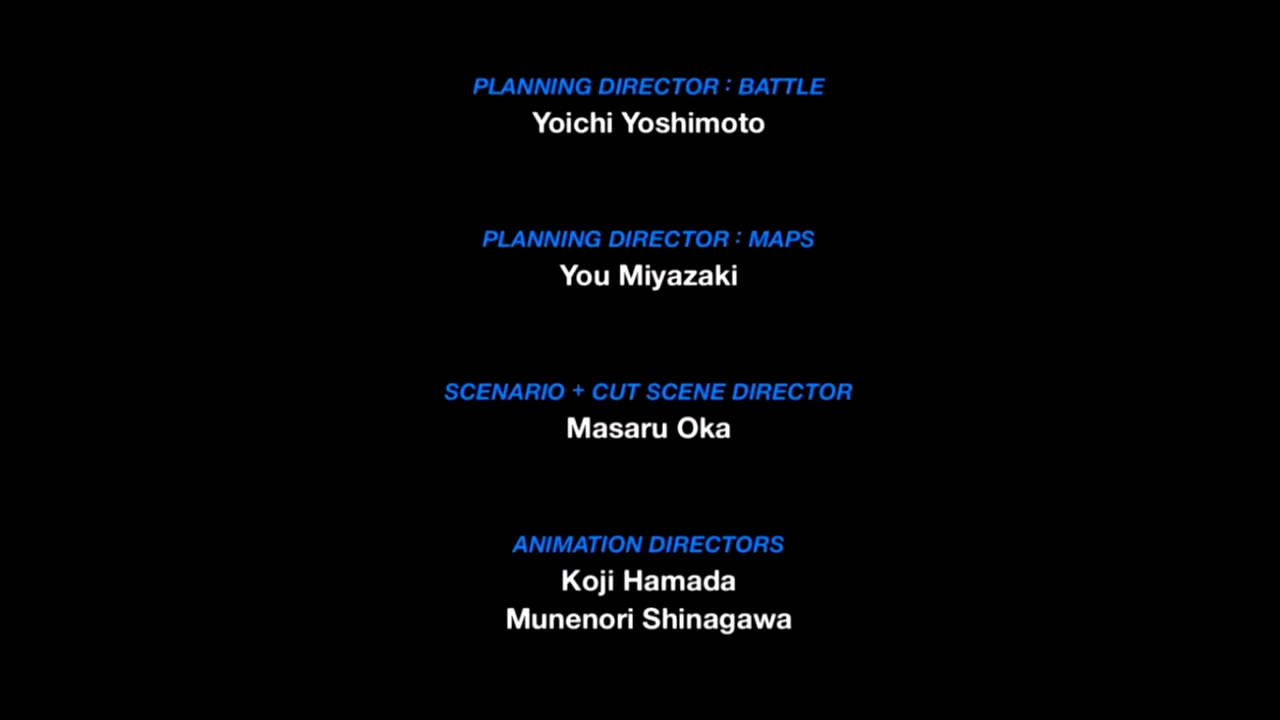 PLANNING DIRECTOR : BATTLE
Yoichi Yoshimoto
PLANNING DIRECTOR : MAPS
You Miyazaki
SCENARIO + CUT SCENE DIRECTOR
Masaru Oka
ANIMATION DIRECTORS
Koji Hamada
Munenori Shinagawa